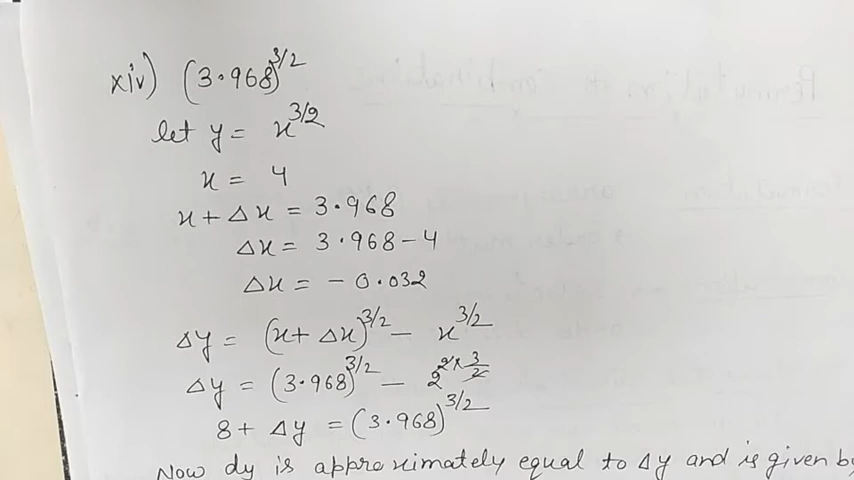 xiv) (3.968)^3/2
let y = x^3/2
x = 4
x + Δx = 3.968
Δx = 3.968 - 4
Δx = - 0.032
Δy = (x + Δx)^3/2 - x^3/2
Δy = (3.968)^3/2 - 2^2×3/2
8 + Δy = (3.968)^3/2
Now dy is approximately equal to Δy and is given by